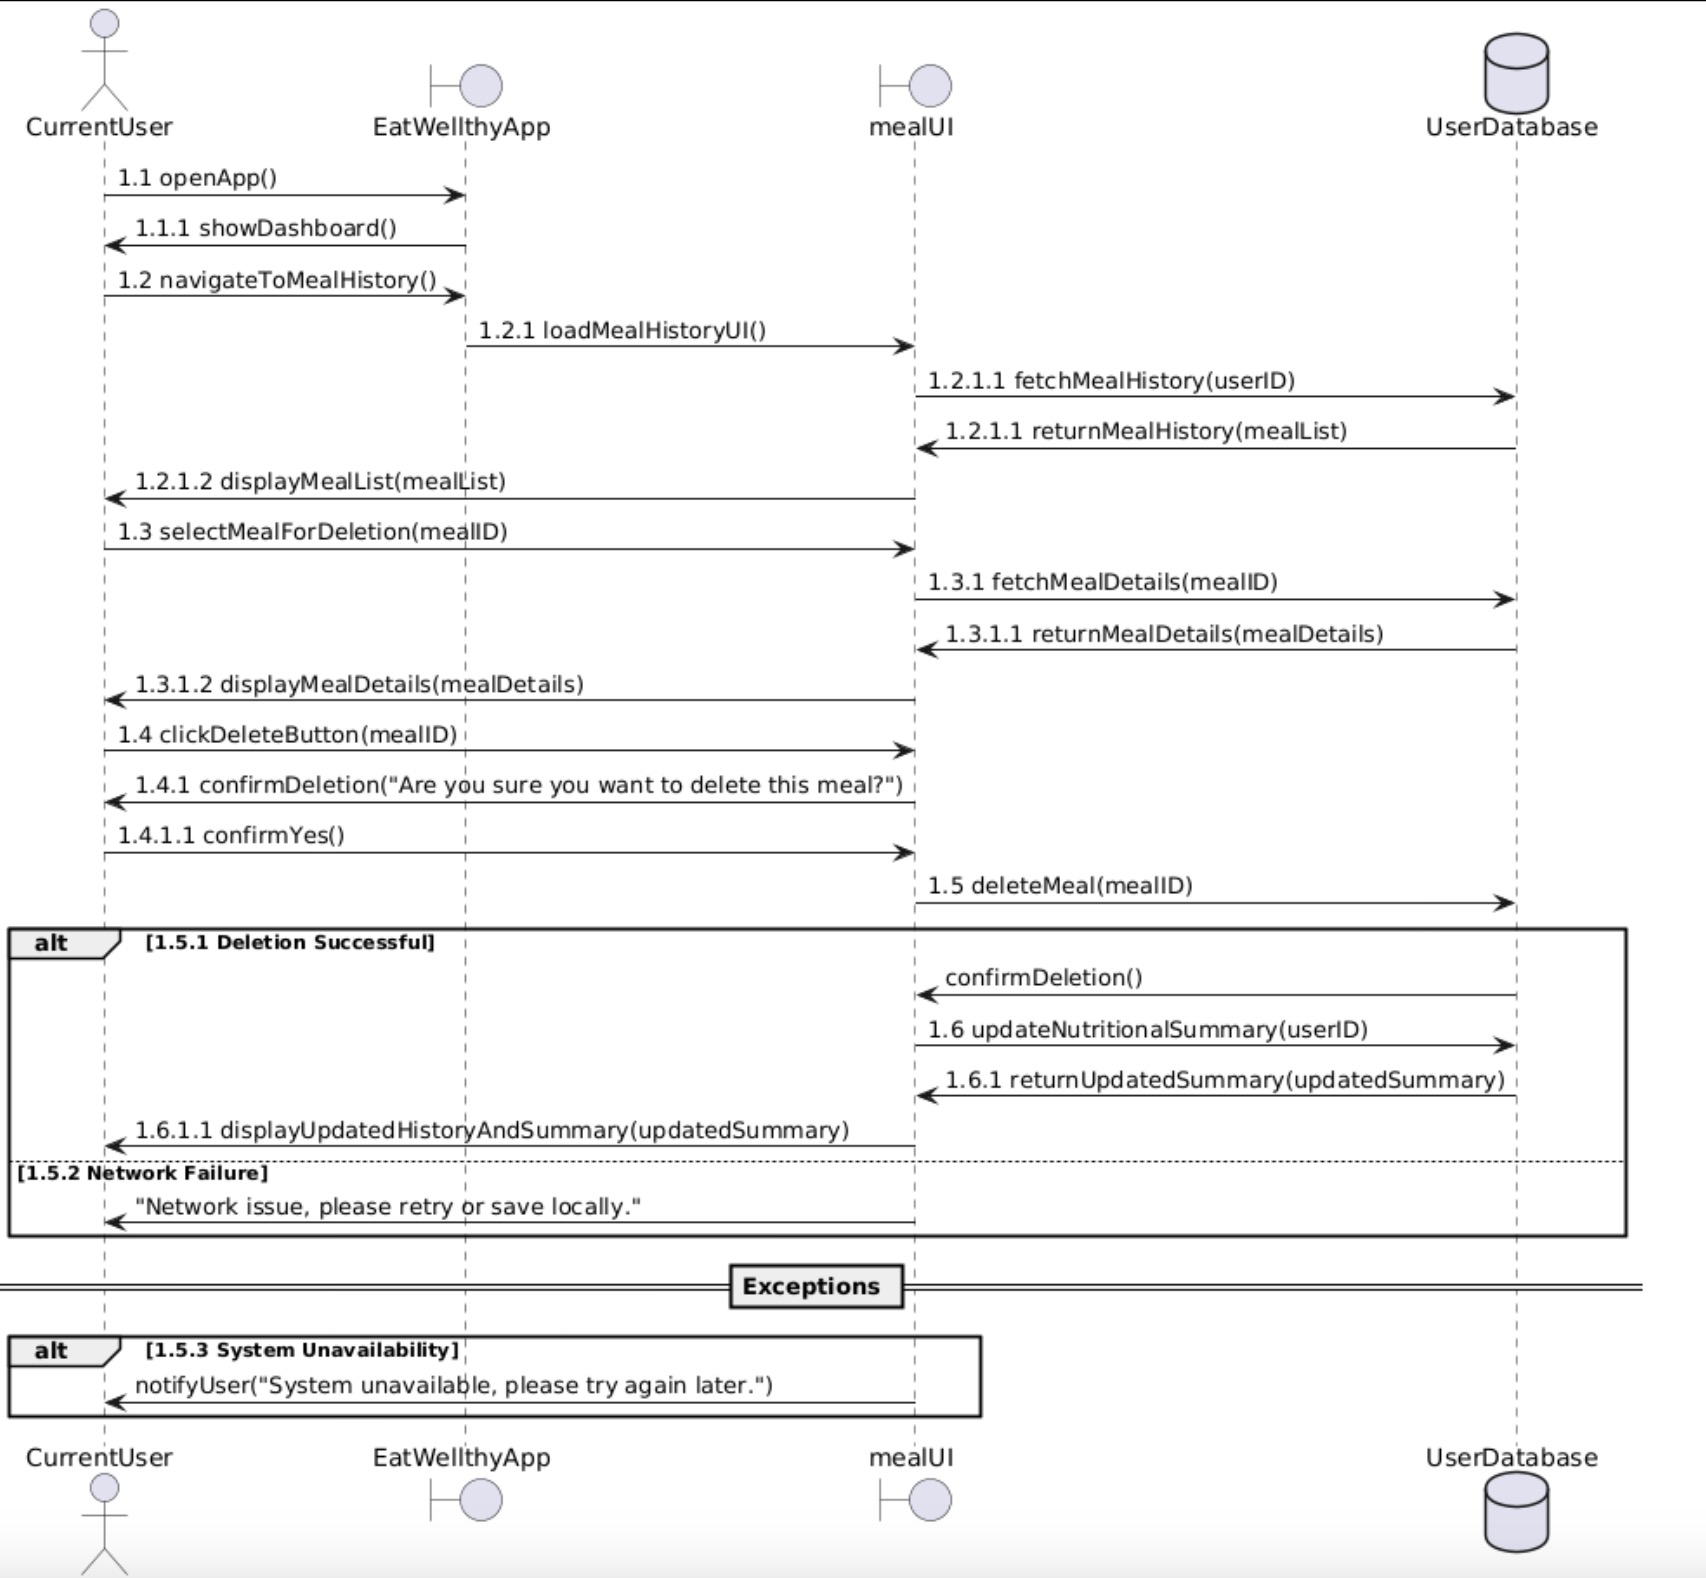 CurrentUser
EatWellthyApp
mealUI
UserDatabase
1.1 openApp()
1.1.1 showDashboard()
1.2 navigateToMealHistory()
1.2.1 loadMealHistoryUI()
1.2.1.1 fetchMealHistory(userID)
1.2.1.1 returnMealHistory(mealList)
1.2.1.2 displayMealList(mealList)
1.3 selectMealForDeletion(mealID)
1.3.1 fetchMealDetails(mealID)
1.3.1.1 returnMealDetails(mealDetails)
1.3.1.2 displayMealDetails(mealDetails)
1.4 clickDeleteButton(mealID)
1.4.1 confirmDeletion("Are you sure you want to delete this meal?")
1.4.1.1 confirmYes()
1.5 deleteMeal(mealID)
alt [1.5.1 Deletion Successful]
confirmDeletion()
1.6 updateNutritionalSummary(userID)
1.6.1 returnUpdatedSummary(updatedSummary)
1.6.1.1 displayUpdatedHistoryAndSummary(updatedSummary)
[1.5.2 Network Failure]
"Network issue, please retry or save locally."
Exceptions
alt [1.5.3 System Unavailability]
notifyUser("System unavailable, please try again later.")
CurrentUser
EatWellthyApp
mealUI
UserDatabase